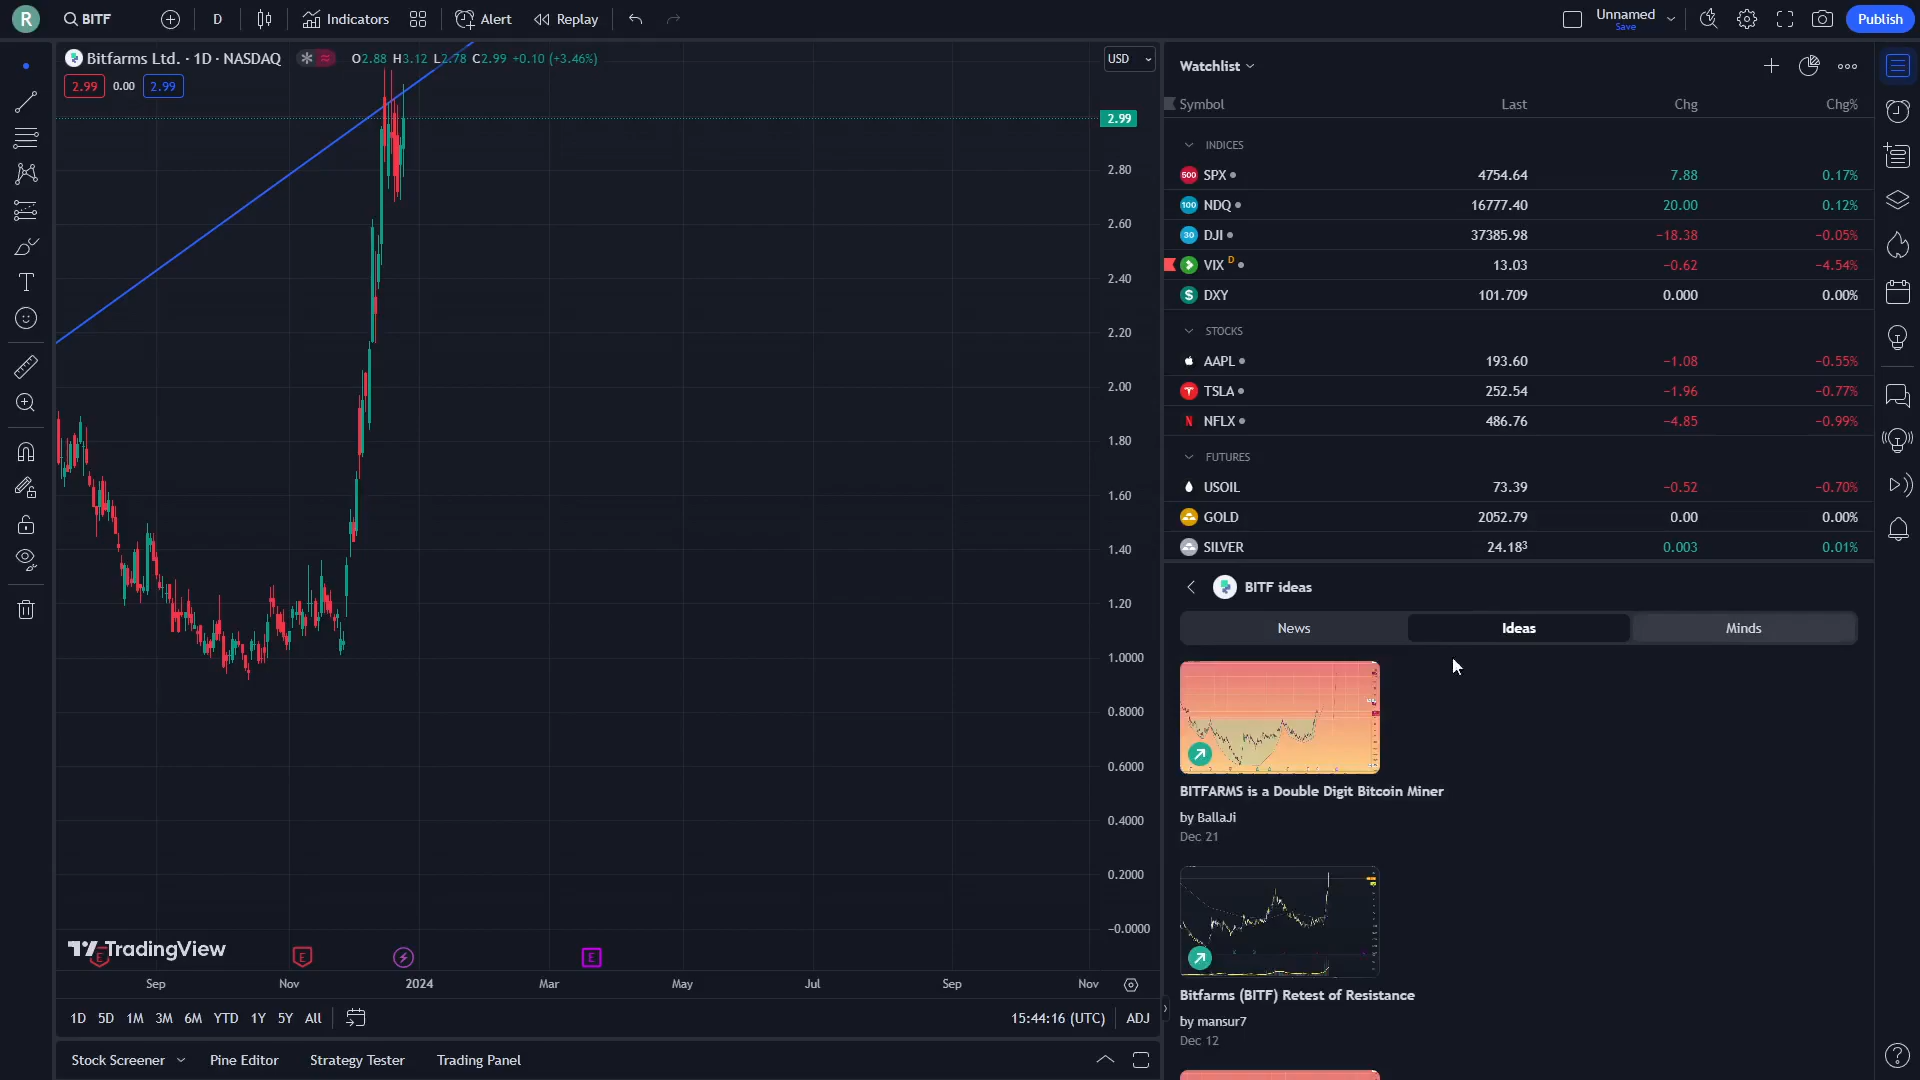 R
BITF
D
Indicators
Alert
Replay
Unnamed
Save
Publish
Bitfarms Ltd. · 1D · NASDAQ
O2.88 H3.12 L2.78 C2.99 +0.10 (+3.46%)
USD
2.99 0.00 2.99
2.99
2.80
2.60
2.40
2.20
2.00
1.80
1.60
1.40
1.20
1.0000
0.8000
0.6000
0.4000
0.2000
−0.0000
TradingView
E
E
E
Sep Nov 2024 Mar May Jul Sep Nov
1D 5D 1M 3M 6M YTD 1Y 5Y All
15:44:16 (UTC) ADJ
Stock Screener Pine Editor Strategy Tester Trading Panel
Watchlist
Symbol Last Chg Chg%
INDICES
500 SPX 4754.64 7.88 0.17%
100 NDQ 16777.40 20.00 0.12%
30 DJI 37385.98 −18.38 −0.05%
VIX D 13.03 −0.62 −4.54%
$ DXY 101.709 0.000 0.00%
STOCKS
AAPL 193.60 −1.08 −0.55%
TSLA 252.54 −1.96 −0.77%
N NFLX 486.76 −4.85 −0.99%
FUTURES
USOIL 73.39 −0.52 −0.70%
GOLD 2052.79 0.00 0.00%
SILVER 24.18³ 0.003 0.01%
BITF ideas
News Ideas Minds
BITFARMS is a Double Digit Bitcoin Miner
by BallaJi
Dec 21
Bitfarms (BITF) Retest of Resistance
by mansur7
Dec 12